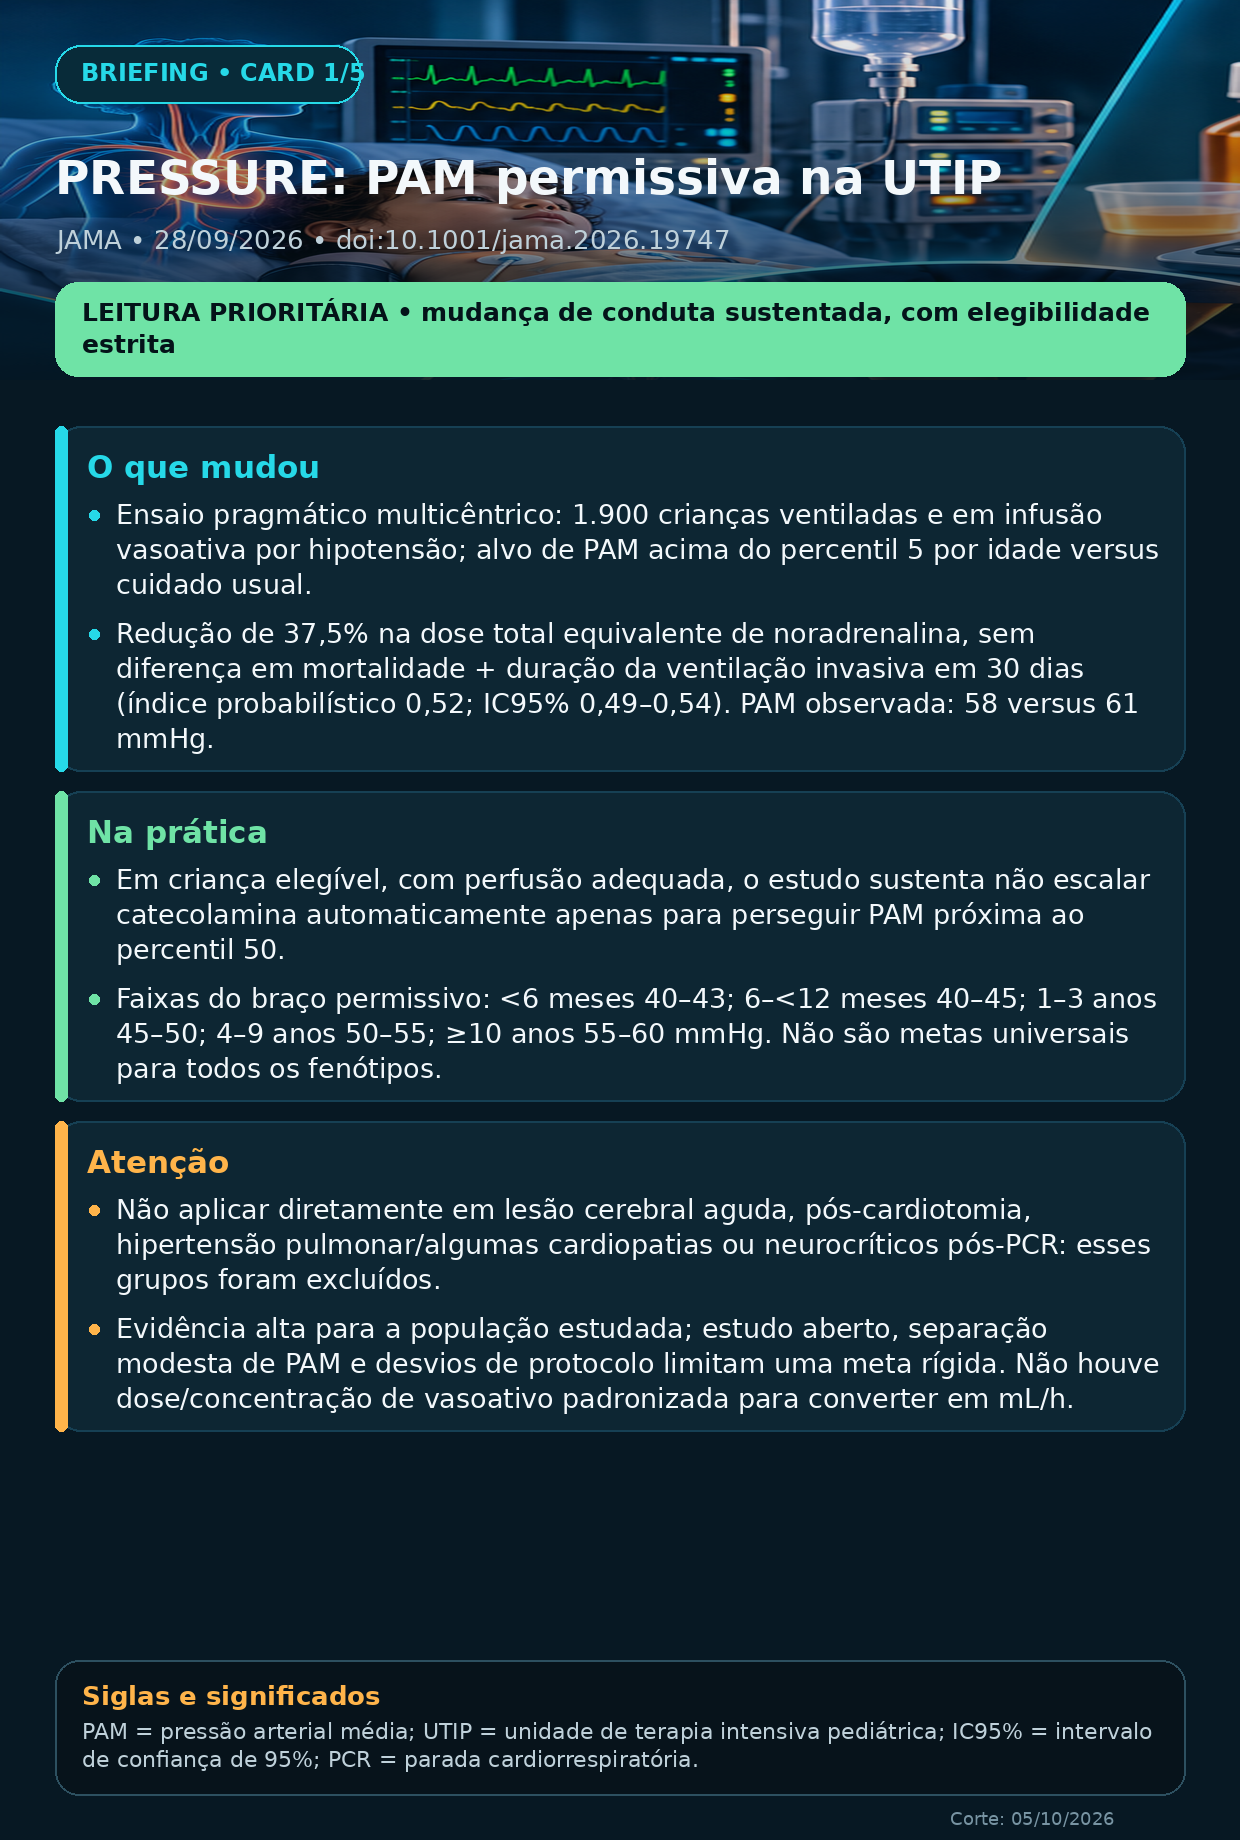 BRIEFING • CARD 1/5
PRESSURE: PAM permissiva na UTIP
JAMA • 28/09/2026 • doi:10.1001/jama.2026.19747
LEITURA PRIORITÁRIA • mudança de conduta sustentada, com elegibilidade
estrita
O que mudou
• Ensaio pragmático multicêntrico: 1.900 crianças ventiladas e em infusão
vasoativa por hipotensão; alvo de PAM acima do percentil 5 por idade versus
cuidado usual.
• Redução de 37,5% na dose total equivalente de noradrenalina, sem
diferença em mortalidade + duração da ventilação invasiva em 30 dias
(índice probabilístico 0,52; IC95% 0,49–0,54). PAM observada: 58 versus 61
mmHg.
Na prática
• Em criança elegível, com perfusão adequada, o estudo sustenta não escalar
catecolamina automaticamente apenas para perseguir PAM próxima ao
percentil 50.
• Faixas do braço permissivo: <6 meses 40–43; 6–<12 meses 40–45; 1–3 anos
45–50; 4–9 anos 50–55; ≥10 anos 55–60 mmHg. Não são metas universais
para todos os fenótipos.
Atenção
• Não aplicar diretamente em lesão cerebral aguda, pós-cardiotomia,
hipertensão pulmonar/algumas cardiopatias ou neurocríticos pós-PCR: esses
grupos foram excluídos.
• Evidência alta para a população estudada; estudo aberto, separação
modesta de PAM e desvios de protocolo limitam uma meta rígida. Não houve
dose/concentração de vasoativo padronizada para converter em mL/h.
Siglas e significados
PAM = pressão arterial média; UTIP = unidade de terapia intensiva pediátrica; IC95% = intervalo
de confiança de 95%; PCR = parada cardiorrespiratória.
Corte: 05/10/2026